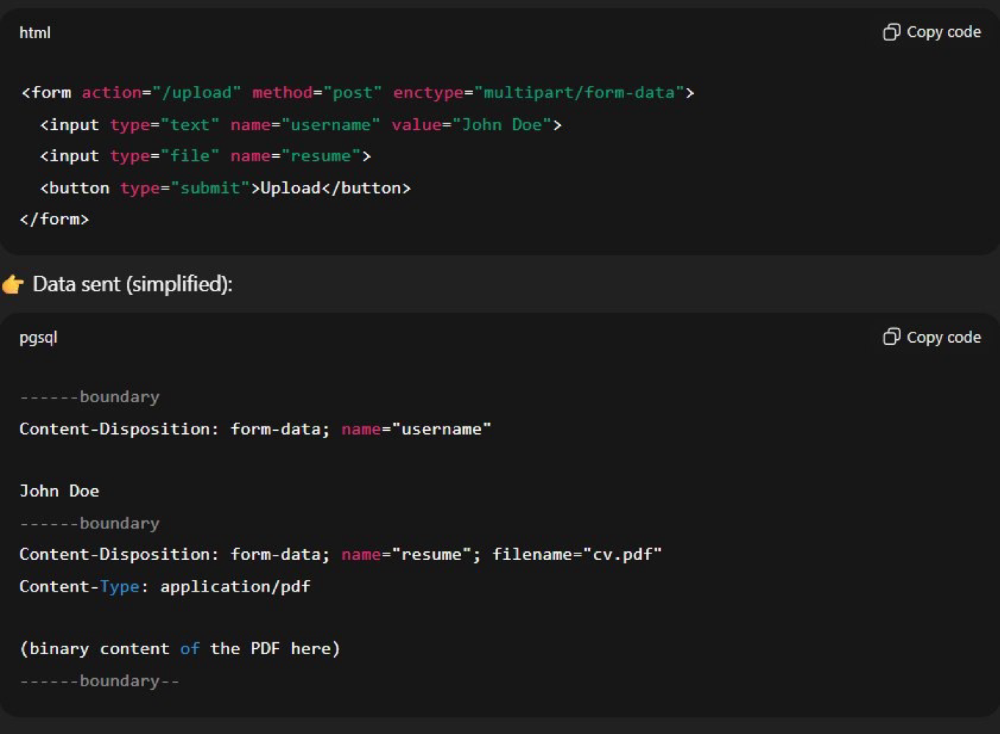 html
Copy code
<form action="/upload" method="post" enctype="multipart/form-data">
  <input type="text" name="username" value="John Doe">
  <input type="file" name="resume">
  <button type="submit">Upload</button>
</form>
👉 Data sent (simplified):
pgsql
Copy code
------boundary
Content-Disposition: form-data; name="username"

John Doe
------boundary
Content-Disposition: form-data; name="resume"; filename="cv.pdf"
Content-Type: application/pdf

(binary content of the PDF here)
------boundary--